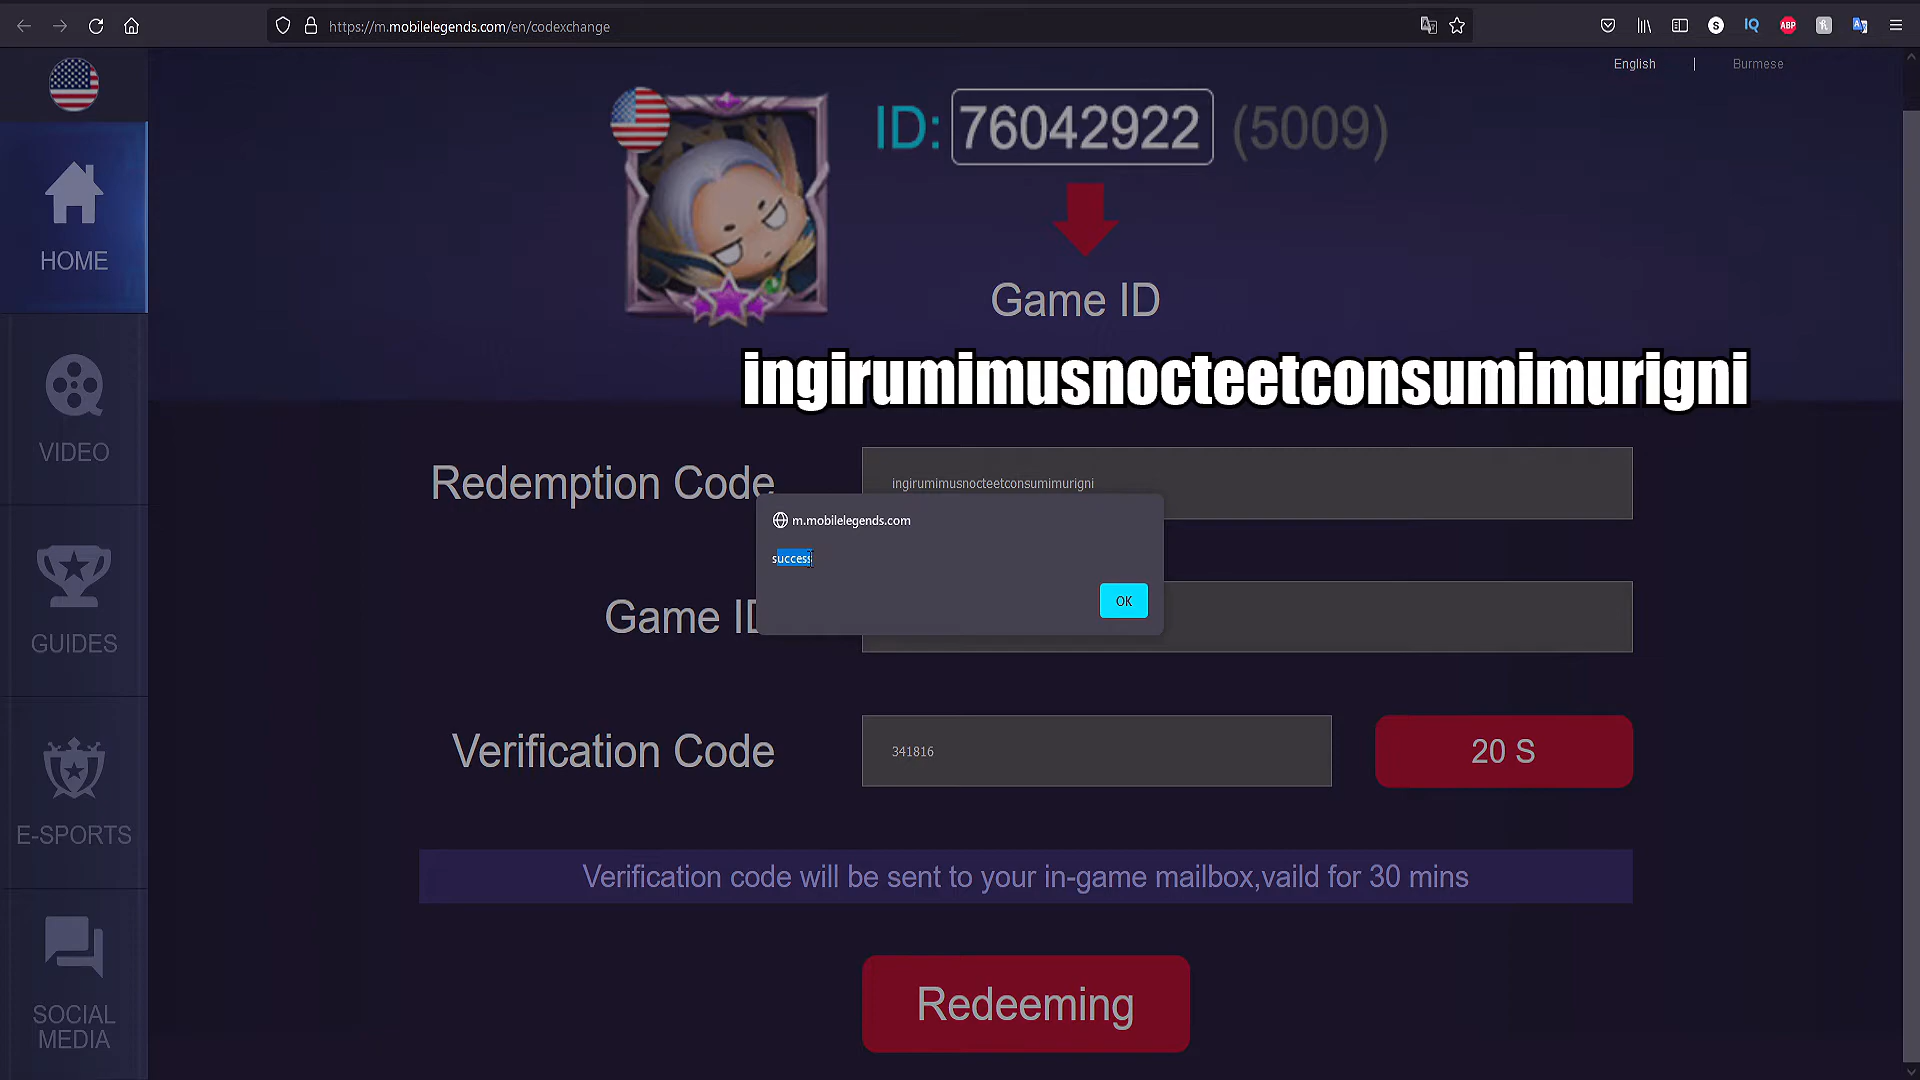 https://m.mobilelegends.com/en/codexchange
English | Burmese
ID: 76042922 (5009)
Game ID
ingirumimusnocteetconsumimurigni
Redemption Code
ingirumimusnocteetconsumimurigni
m.mobilelegends.com
success
OK
Game ID
Verification Code
341816
20 S
Verification code will be sent to your in-game mailbox,vaild for 30 mins
Redeeming
HOME
VIDEO
GUIDES
E-SPORTS
SOCIAL
MEDIA
S
IQ
ABP